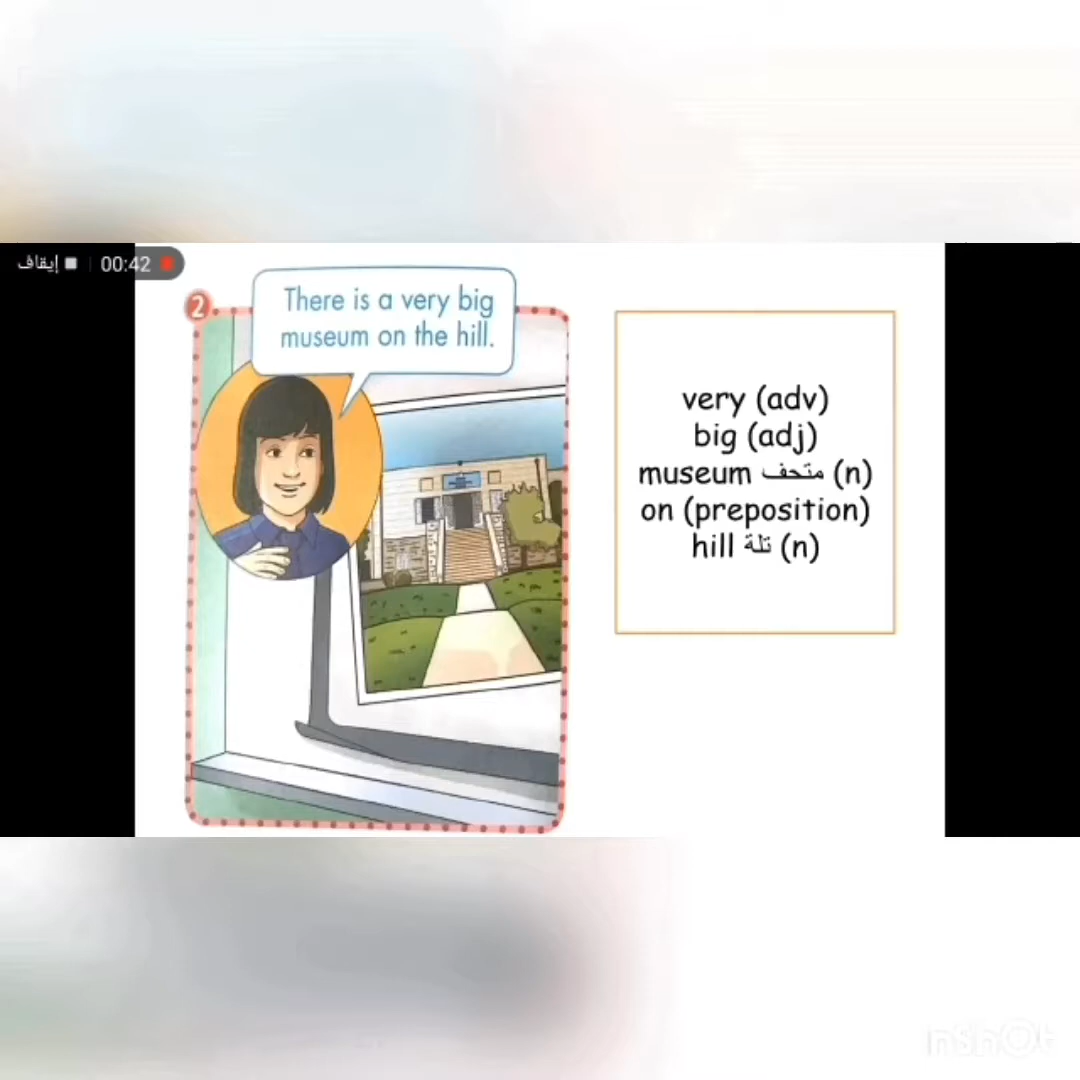 إيقاف 00:42
2
There is a very big
museum on the hill.
very (adv)
big (adj)
museum متحف (n)
on (preposition)
hill تلة (n)
inshot